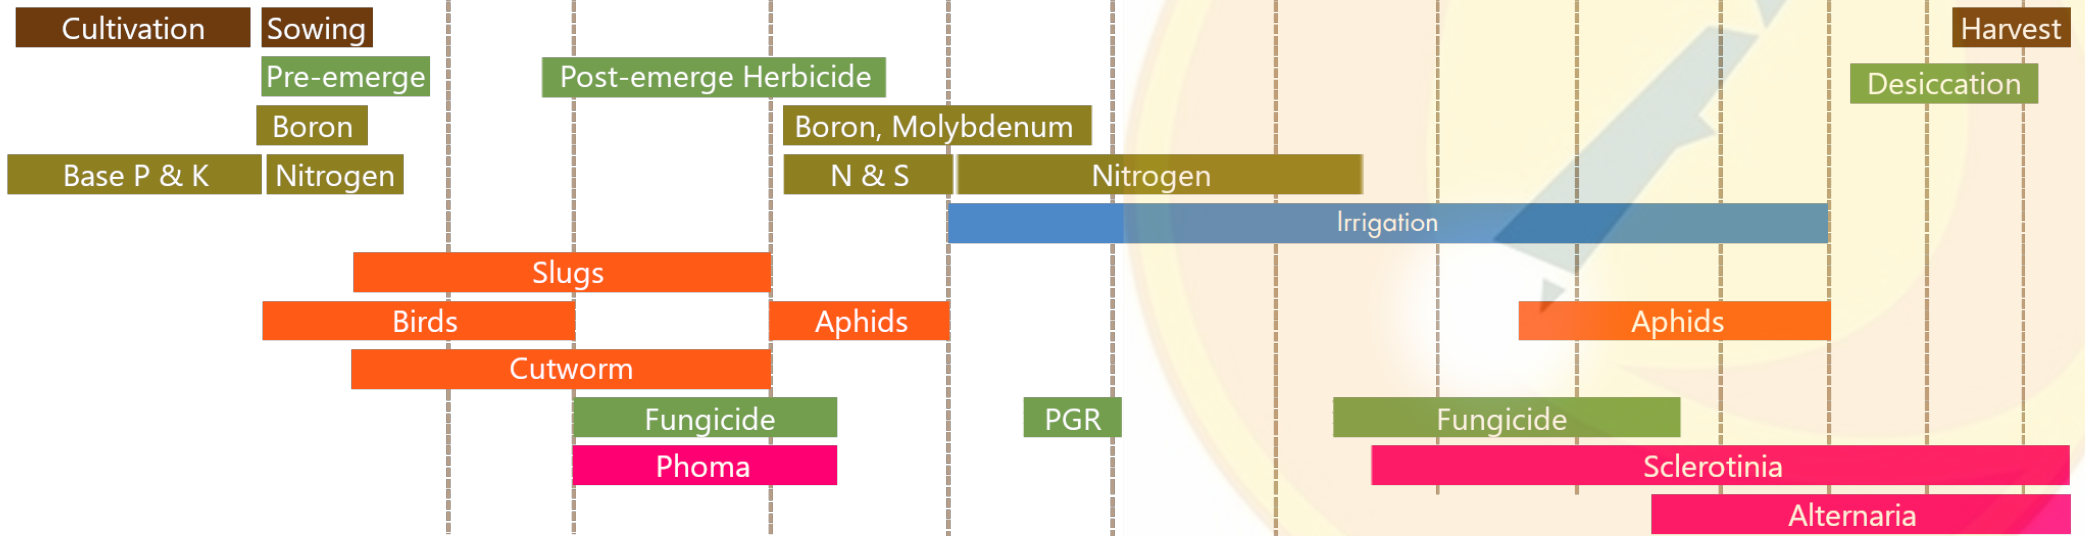 Cultivation Sowing Harvest
Pre-emerge Post-emerge Herbicide Desiccation
Boron Boron, Molybdenum
Base P & K Nitrogen N & S Nitrogen
Irrigation
Slugs
Birds Aphids Aphids
Cutworm
Fungicide PGR Fungicide
Phoma Sclerotinia
Alternaria